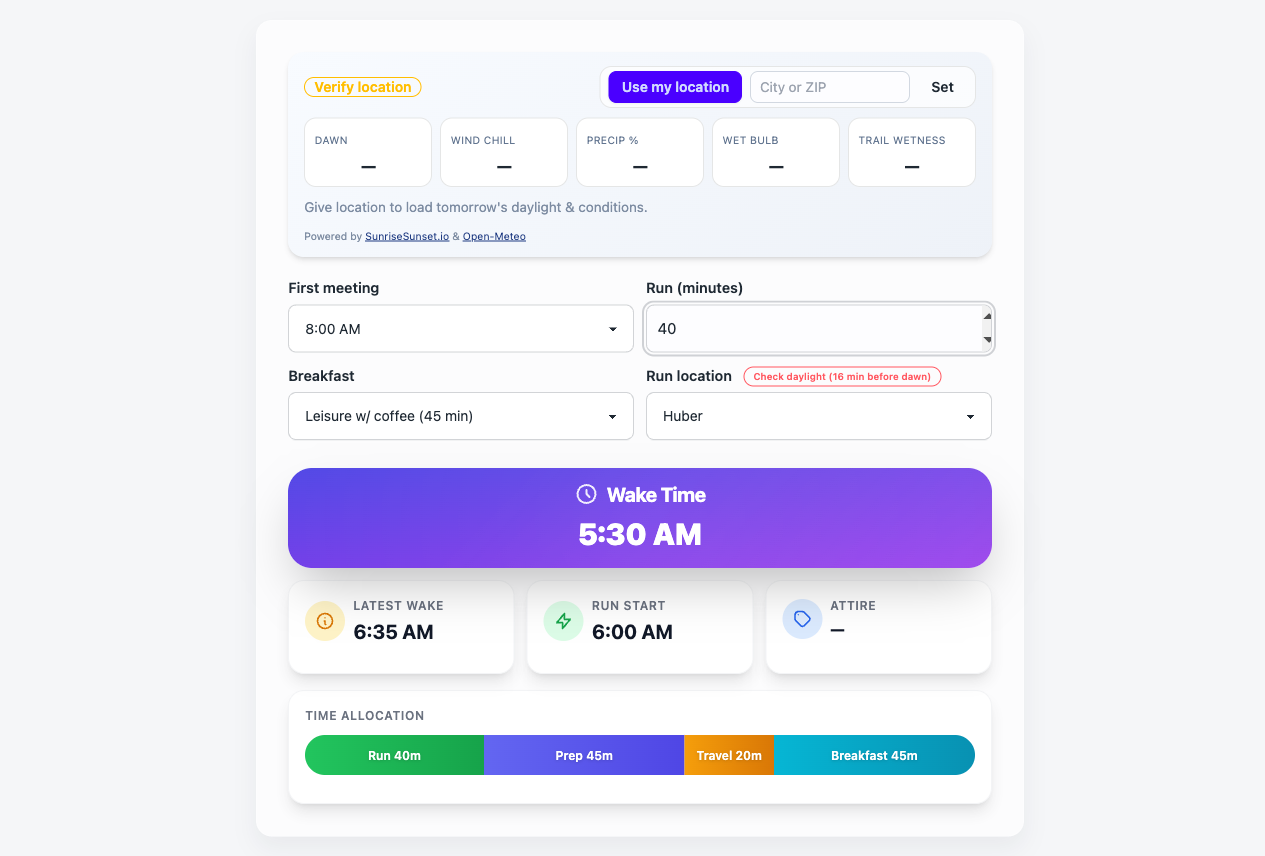 Verify location
Use my location
City or ZIP
Set
DAWN
WIND CHILL
PRECIP %
WET BULB
TRAIL WETNESS
—
—
—
—
—
Give location to load tomorrow's daylight & conditions.
Powered by SunriseSunset.io & Open-Meteo
First meeting
Run (minutes)
8:00 AM
40
Breakfast
Run location
Check daylight (16 min before dawn)
Leisure w/ coffee (45 min)
Huber
Wake Time
5:30 AM
LATEST WAKE
6:35 AM
RUN START
6:00 AM
ATTIRE
—
TIME ALLOCATION
Run 40m
Prep 45m
Travel 20m
Breakfast 45m